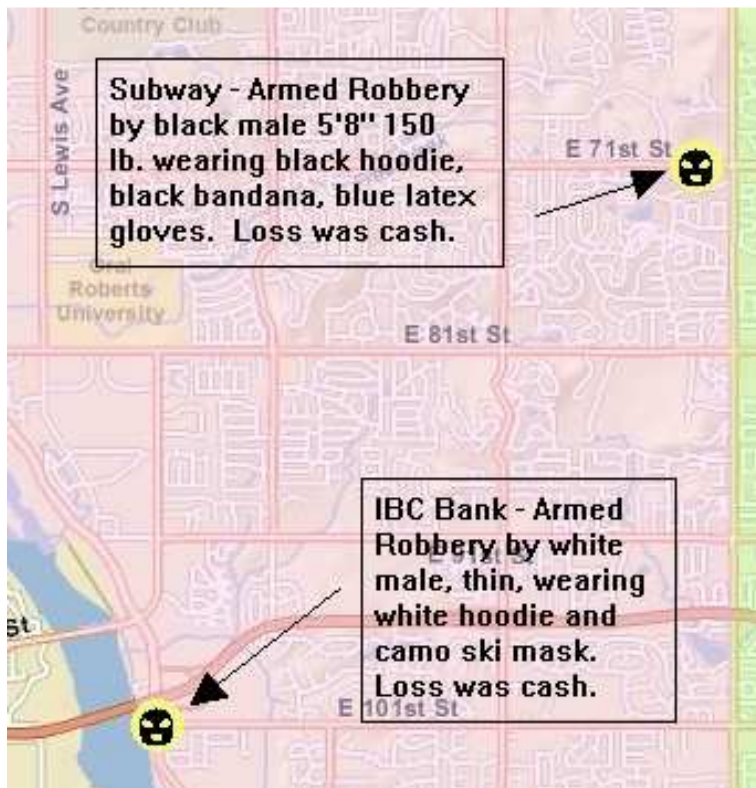 Country Club
S Lewis Ave
Subway - Armed Robbery
by black male 5'8" 150
lb. wearing black hoodie,
black bandana, blue latex
gloves. Loss was cash.
E 71st St
Oral
Roberts
University
E 81st St
IBC Bank - Armed
Robbery by white
male, thin, wearing
white hoodie and
camo ski mask.
Loss was cash.
E 91st St
st
E 101st St